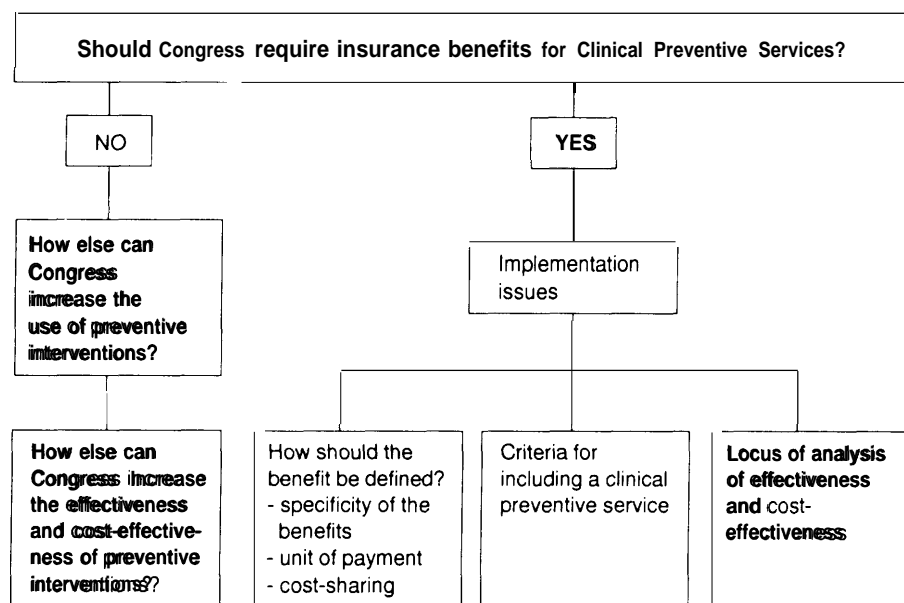 Should Congress require insurance benefits for Clinical Preventive Services?
NO
YES
How else can
Congress
increase the
use of preventive
interventions?
Implementation
issues
How else can
Congress increase
the effectiveness
and cost-effective-
ness of preventive
interventions?
How should the
benefit be defined?
- specificity of the
benefits
- unit of payment
- cost-sharing
Criteria for
including a clinical
preventive service
Locus of analysis
of effectiveness
and cost-
effectiveness